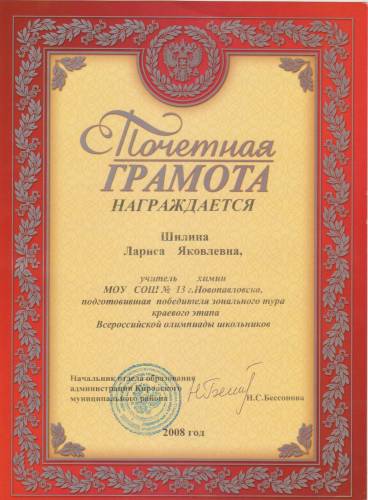 Почетная
ГРАМОТА
НАГРАЖДАЕТСЯ
Шилина
Лариса Яковлевна,
учитель химии
МОУ СОШ № 13 г.Новопавловска,
подготовившая победителя зонального тура
краевого этапа
Всероссийской олимпиады школьников
Начальник отдела образования
администрации Кировского
муниципального района Н.С.Бессонова
2008 год